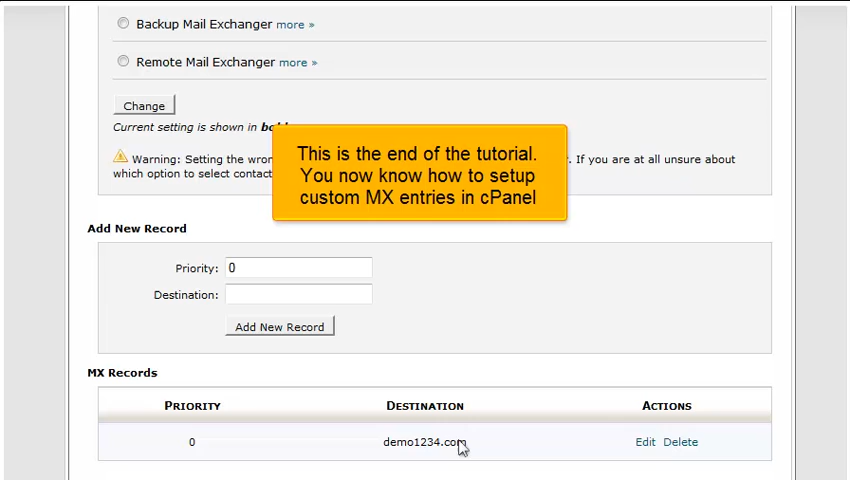 Backup Mail Exchanger more »
Remote Mail Exchanger more »
Change
Current setting is shown in
This is the end of the tutorial.
You now know how to setup
custom MX entries in cPanel
Warning: Setting the If you are at all unsure about
which option to select
Add New Record
Priority: 0
Destination:
Add New Record
MX Records
PRIORITY DESTINATION ACTIONS
0 demo1234.com Edit Delete